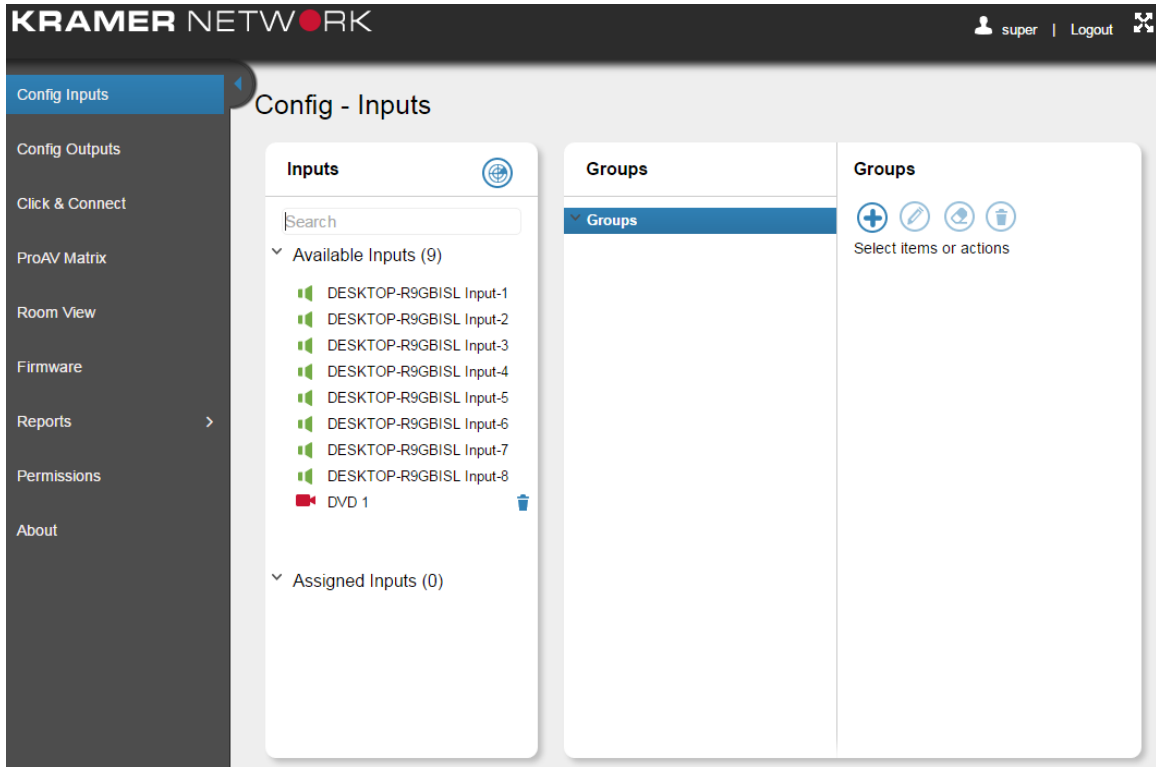 KRAMER NETWORK
super | Logout
Config Inputs
Config Outputs
Click & Connect
ProAV Matrix
Room View
Firmware
Reports
Permissions
About
Config - Inputs
Inputs
Search
Available Inputs (9)
DESKTOP-R9GBISL Input-1
DESKTOP-R9GBISL Input-2
DESKTOP-R9GBISL Input-3
DESKTOP-R9GBISL Input-4
DESKTOP-R9GBISL Input-5
DESKTOP-R9GBISL Input-6
DESKTOP-R9GBISL Input-7
DESKTOP-R9GBISL Input-8
DVD 1
Assigned Inputs (0)
Groups
Groups
Groups
Select items or actions